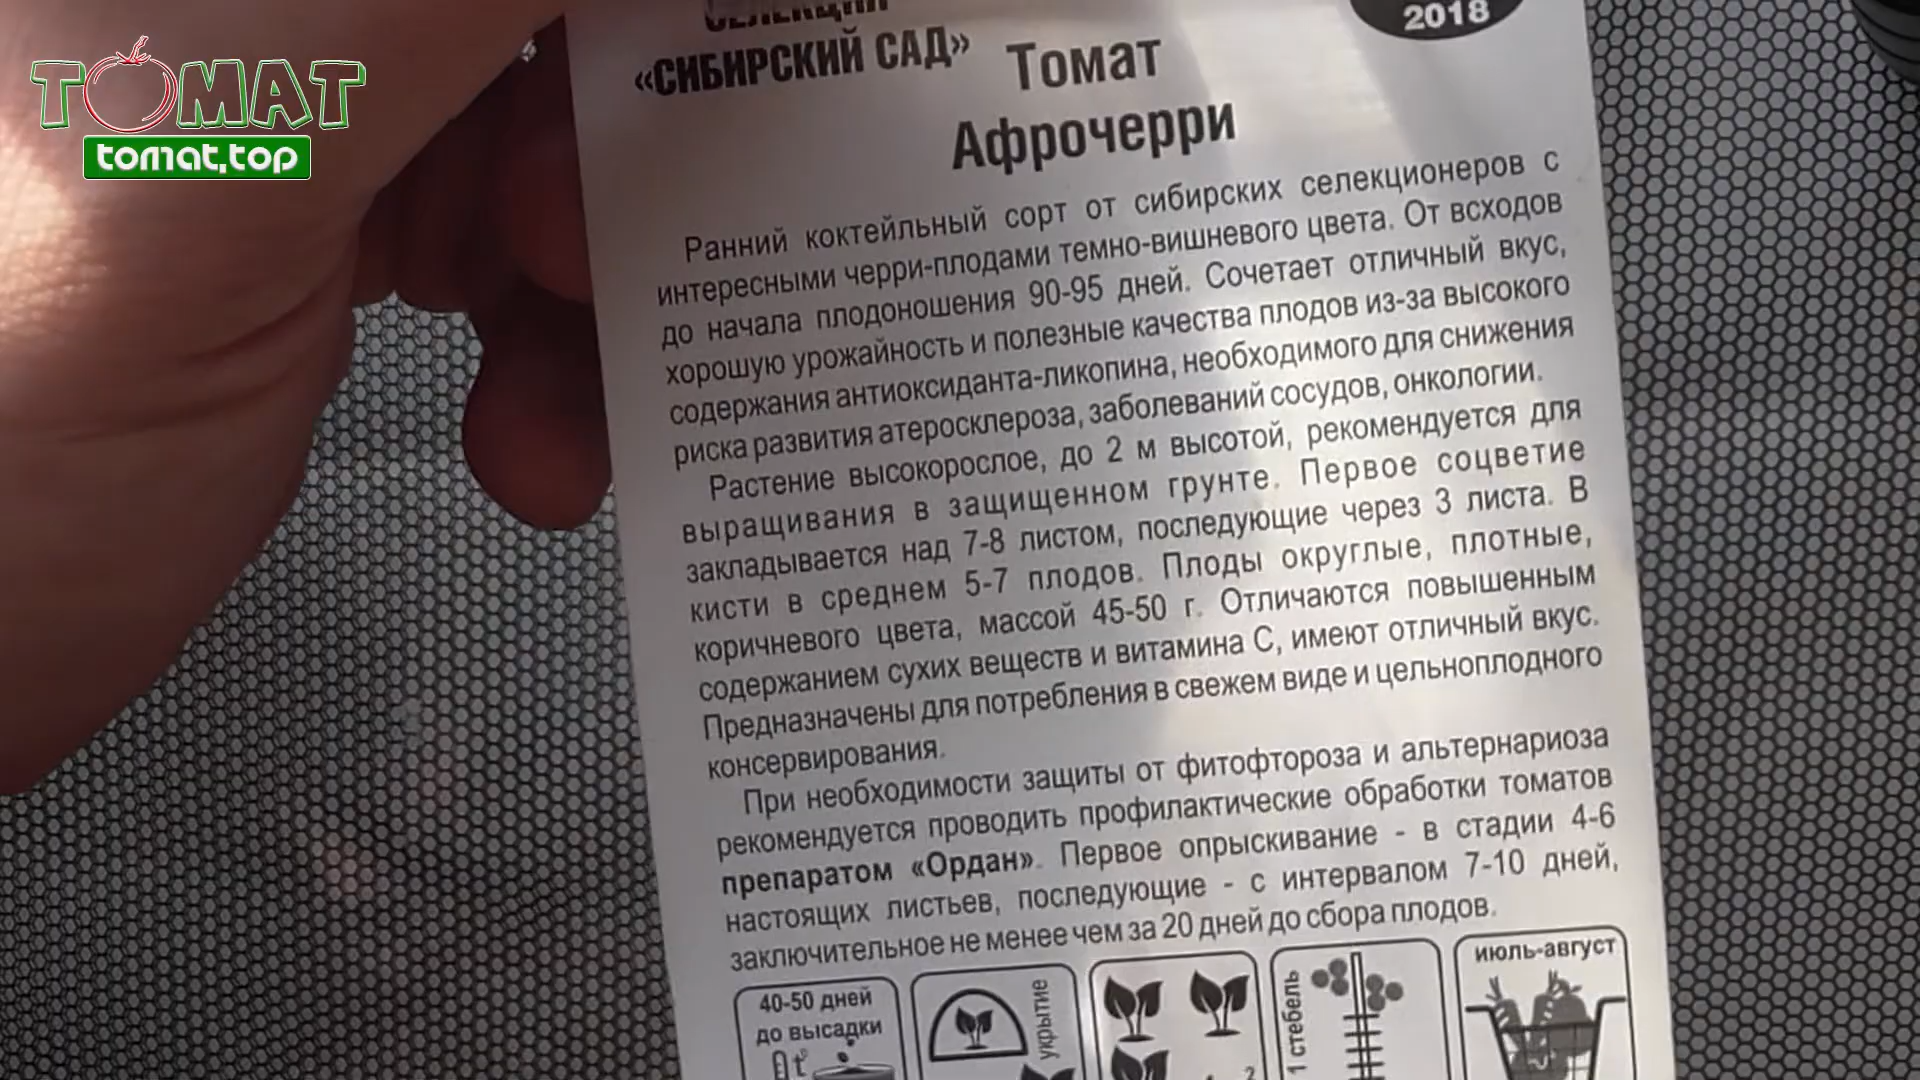 ТОМАТ
tomat.top
СЕЛЕКЦИИ
«СИБИРСКИЙ САД»
2018
Томат
Афрочерри
Ранний коктейльный сорт от сибирских селекционеров с
интересными черри-плодами темно-вишневого цвета. От всходов
до начала плодоношения 90-95 дней. Сочетает отличный вкус,
хорошую урожайность и полезные качества плодов из-за высокого
содержания антиоксиданта-ликопина, необходимого для снижения
риска развития атеросклероза, заболеваний сосудов, онкологии.
Растение высокорослое, до 2 м высотой, рекомендуется для
выращивания в защищенном грунте. Первое соцветие
закладывается над 7-8 листом, последующие через 3 листа. В
кисти в среднем 5-7 плодов. Плоды округлые, плотные,
коричневого цвета, массой 45-50 г. Отличаются повышенным
содержанием сухих веществ и витамина С, имеют отличный вкус.
Предназначены для потребления в свежем виде и цельноплодного
консервирования.
При необходимости защиты от фитофтороза и альтернариоза
рекомендуется проводить профилактические обработки томатов
препаратом «Ордан». Первое опрыскивание - в стадии 4-6
настоящих листьев, последующие - с интервалом 7-10 дней,
заключительное не менее чем за 20 дней до сбора плодов.
40-50 дней
до высадки
t°
укрытие
2
1 стебель
июль-август